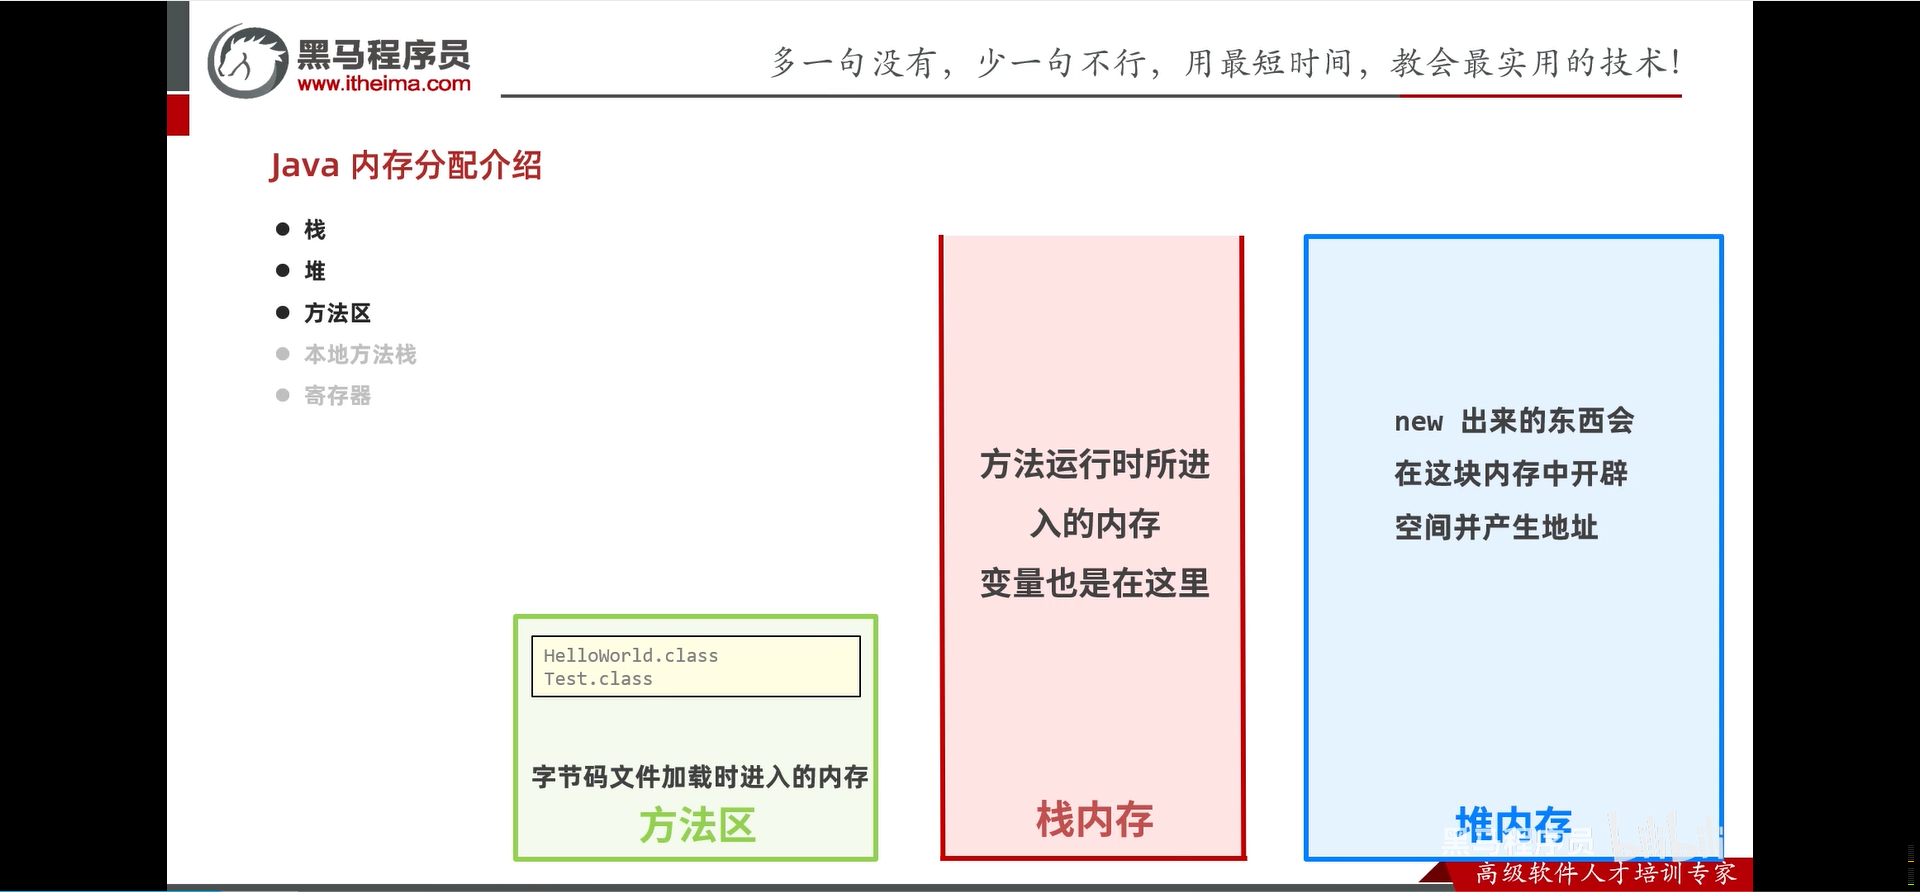 黑马程序员
www.itheima.com
多一句没有，少一句不行，用最短时间，教会最实用的技术！
Java 内存分配介绍
栈
堆
方法区
本地方法栈
寄存器
HelloWorld.class
Test.class
字节码文件加载时进入的内存
方法区
方法运行时所进
入的内存
变量也是在这里
栈内存
new 出来的东西会
在这块内存中开辟
空间并产生地址
堆内存
黑马程序员
bilibili
高级软件人才培训专家